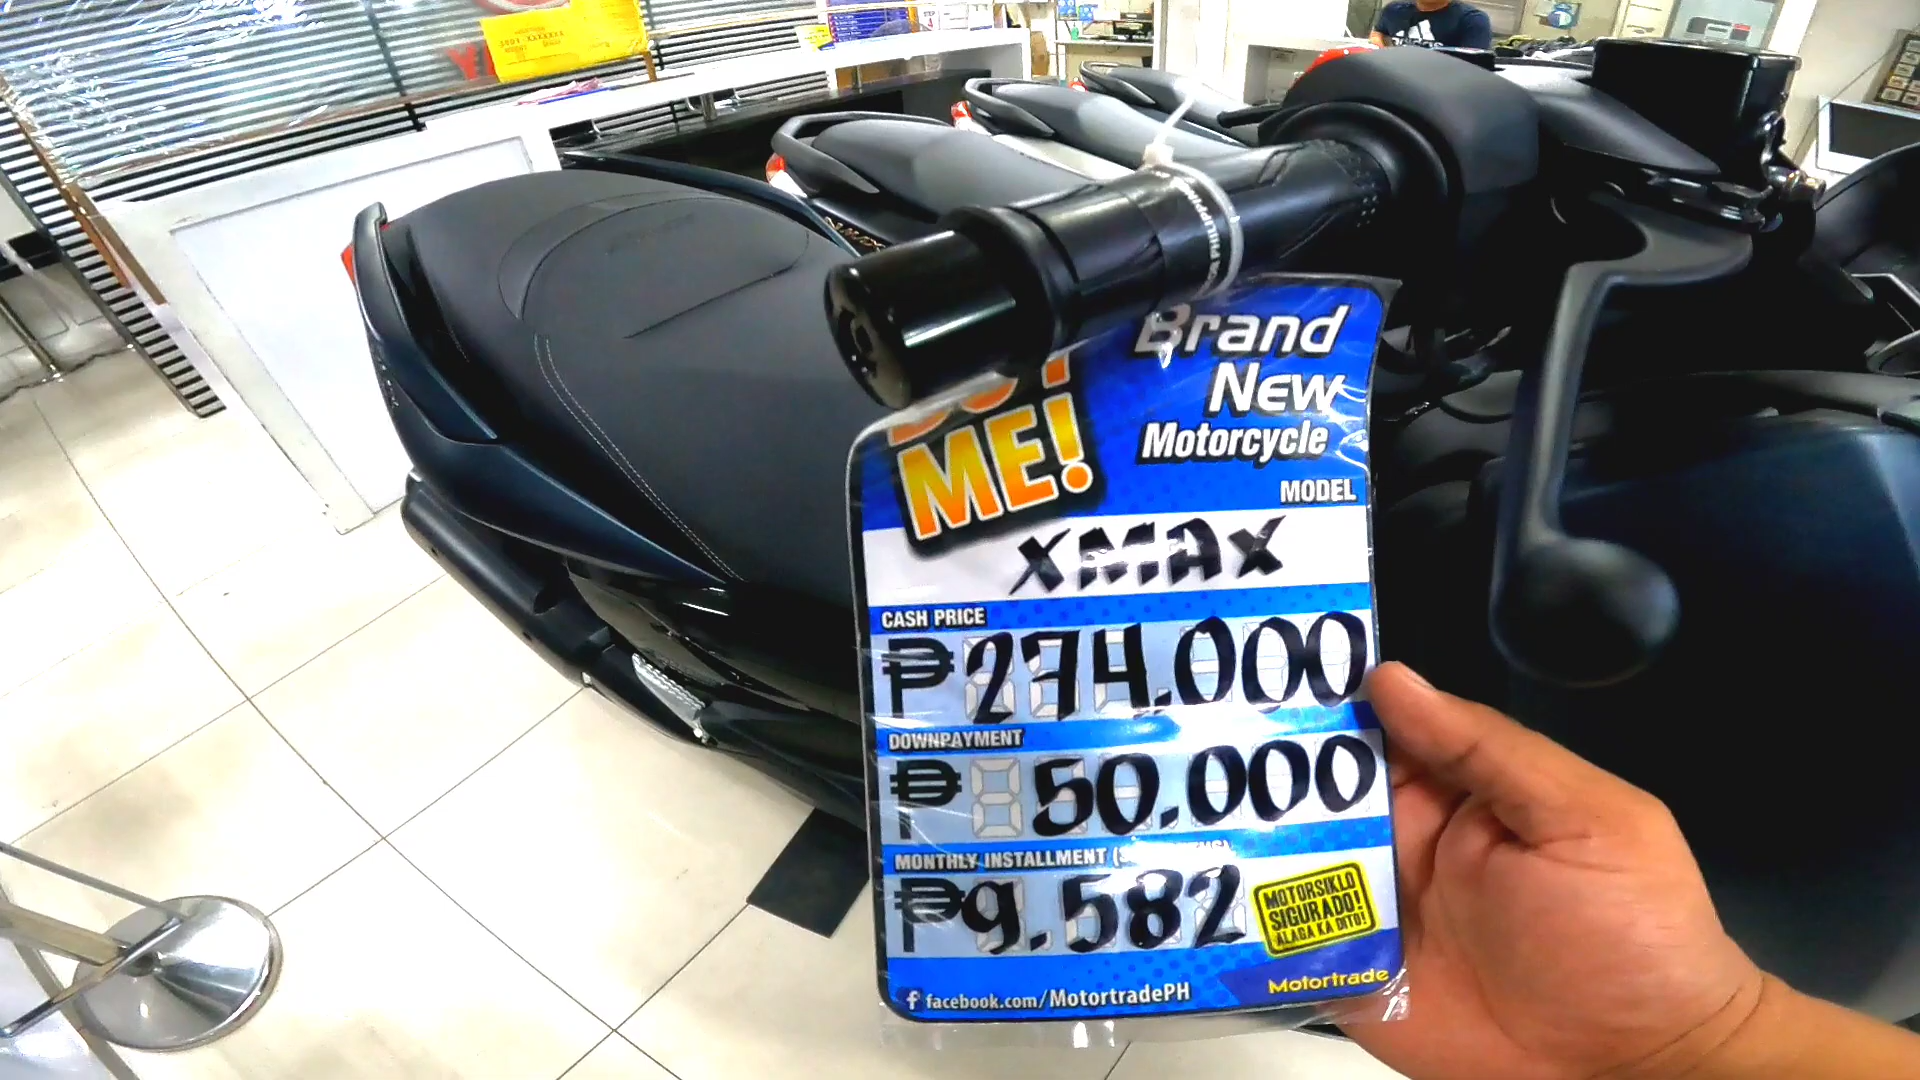 PHILIPPIN
Brand
New
Motorcycle
ME!
MODEL
XMAX
CASH PRICE
₱274,000
DOWNPAYMENT
₱ 50.000
MONTHLY INSTALLMENT
₱9.582
MOTORSIKLO
SIGURADO!
ALAGA KA DITO!
Motortrade
facebook.com/MotortradePH